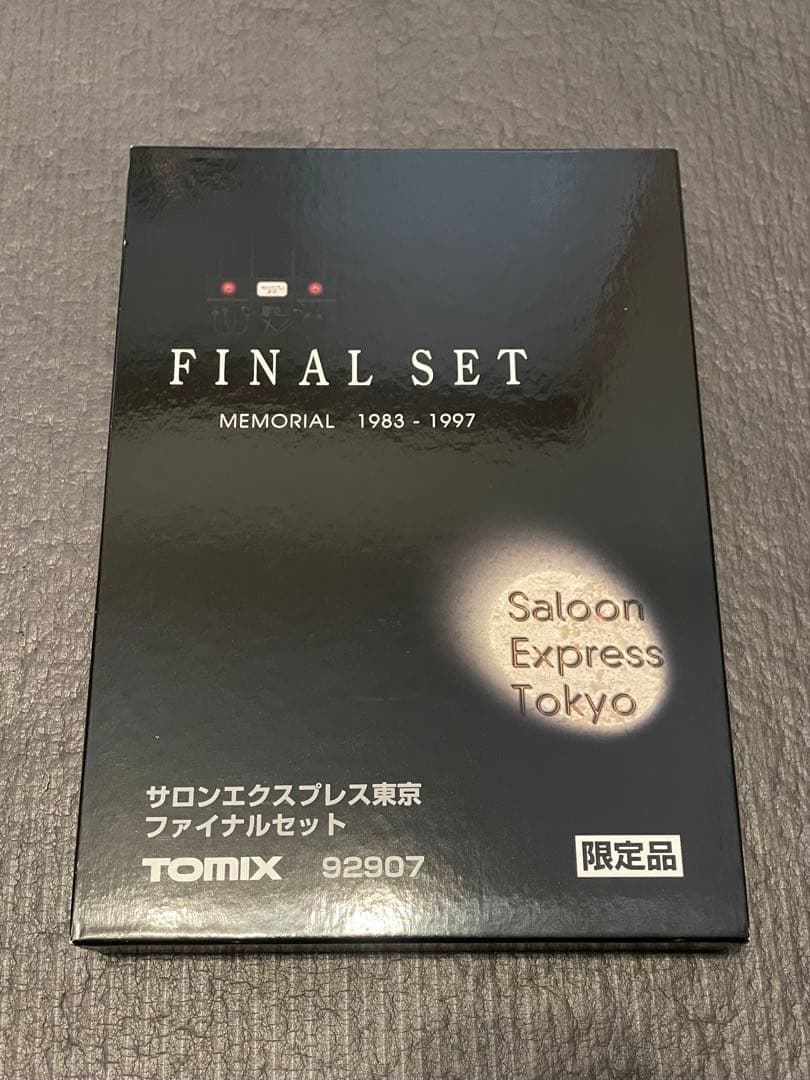 FINAL SET
MEMORIAL 1983 - 1997
Saloon
Express
Tokyo
サロンエクスプレス東京
ファイナルセット
TOMIX 92907
限定品